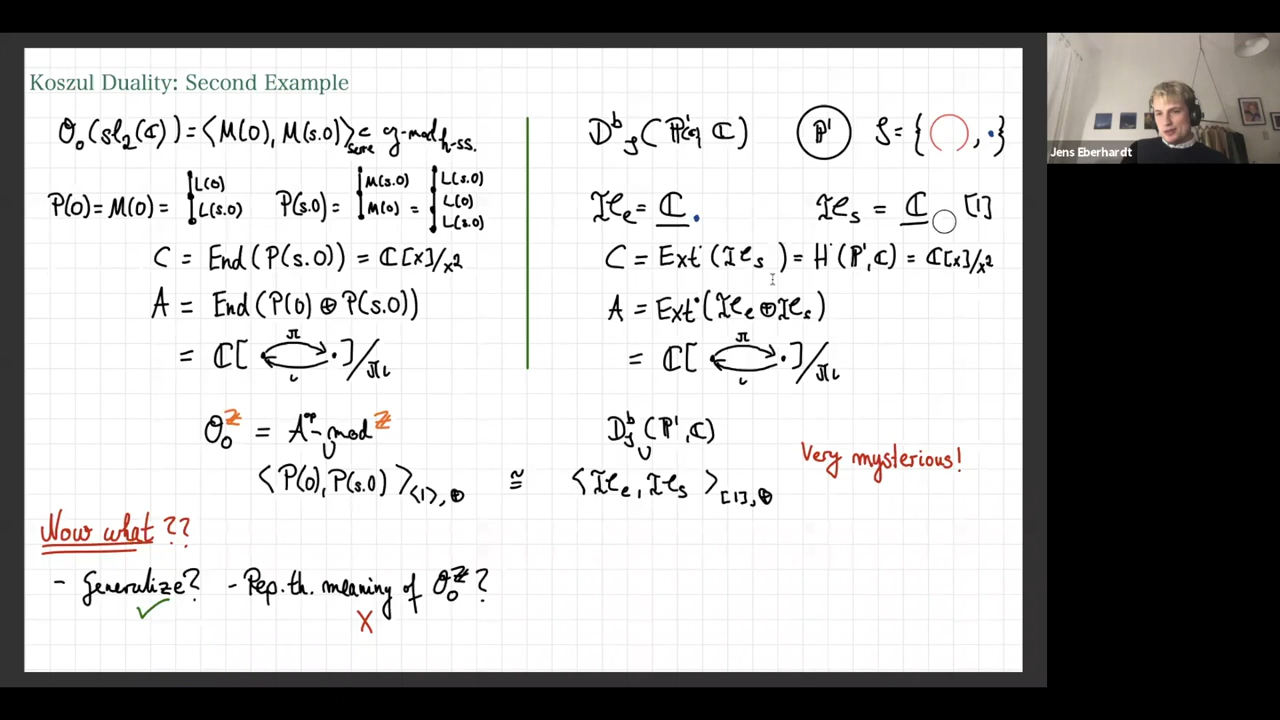 Koszul Duality: Second Example
𝒪₀(sl₂(ℂ)) = ⟨M(0), M(s.0)⟩_Serre ⊂ g-mod_h-ss.
P(0) = M(0) = L(0) L(s.0) P(s.0) = M(s.0) M(0) = L(s.0) L(0) L(s.0)
C = End(P(s.0)) = ℂ[x]/x²
A = End(P(0) ⊕ P(s.0))
= ℂ[ · π ι · ]/πι
𝒪₀^ℤ = A^op-mod^ℤ
∪
⟨P(0), P(s.0)⟩_⟨1⟩,⊕ ≅ ⟨IC_e, IC_s⟩_[1],⊕
D^b_S(P¹(ℂ), ℂ) P¹ S = { , · }
IC_e = ℂ. IC_s = ℂ [1]
C = Ext•(IC_s) = H•(P¹, ℂ) = ℂ[x]/x²
A = Ext•(IC_e ⊕ IC_s)
= ℂ[ · π ι · ]/πι
D^b_S(P¹, ℂ)
∪
Very mysterious!
Now what??
- Generalize? - Rep.th. meaning of 𝒪₀^ℤ?
✓ X
Jens Eberhardt